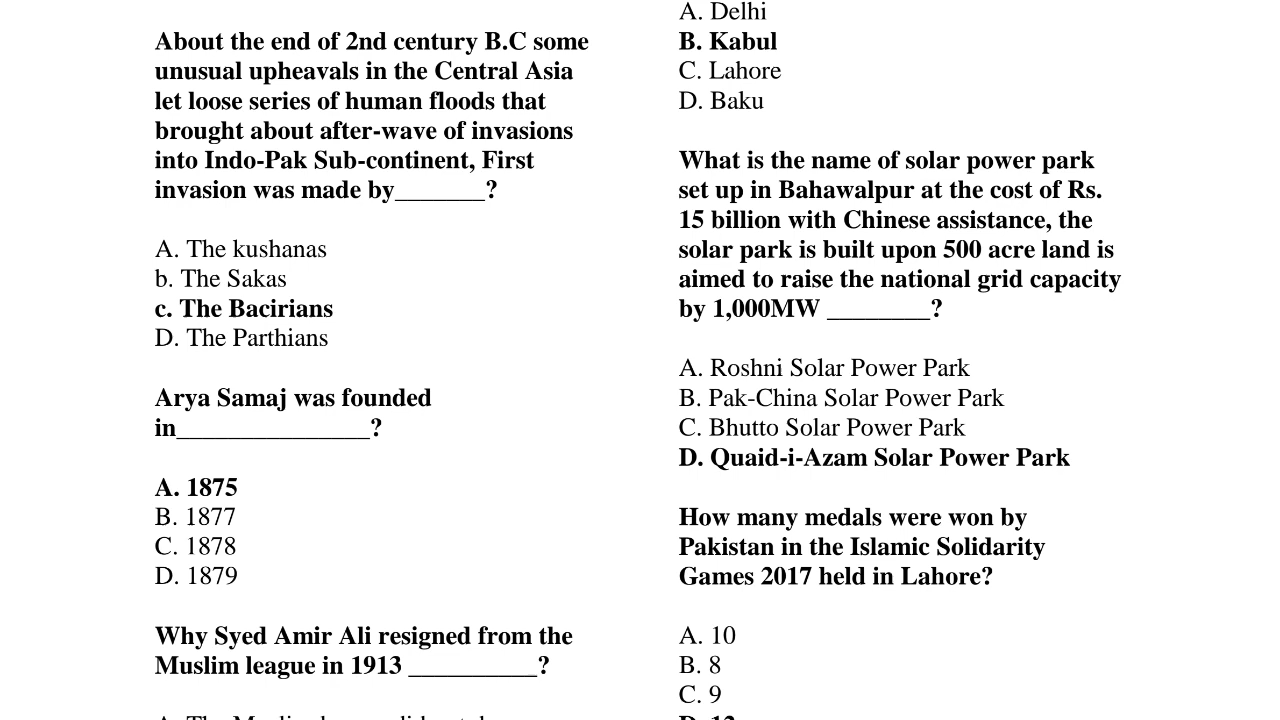 About the end of 2nd century B.C some
unusual upheavals in the Central Asia
let loose series of human floods that
brought about after-wave of invasions
into Indo-Pak Sub-continent, First
invasion was made by_______?
A. The kushanas
b. The Sakas
c. The Bacirians
D. The Parthians
Arya Samaj was founded
in_______________?
A. 1875
B. 1877
C. 1878
D. 1879
Why Syed Amir Ali resigned from the
Muslim league in 1913 __________?
A. Delhi
B. Kabul
C. Lahore
D. Baku
What is the name of solar power park
set up in Bahawalpur at the cost of Rs.
15 billion with Chinese assistance, the
solar park is built upon 500 acre land is
aimed to raise the national grid capacity
by 1,000MW ________?
A. Roshni Solar Power Park
B. Pak-China Solar Power Park
C. Bhutto Solar Power Park
D. Quaid-i-Azam Solar Power Park
How many medals were won by
Pakistan in the Islamic Solidarity
Games 2017 held in Lahore?
A. 10
B. 8
C. 9
D. 12